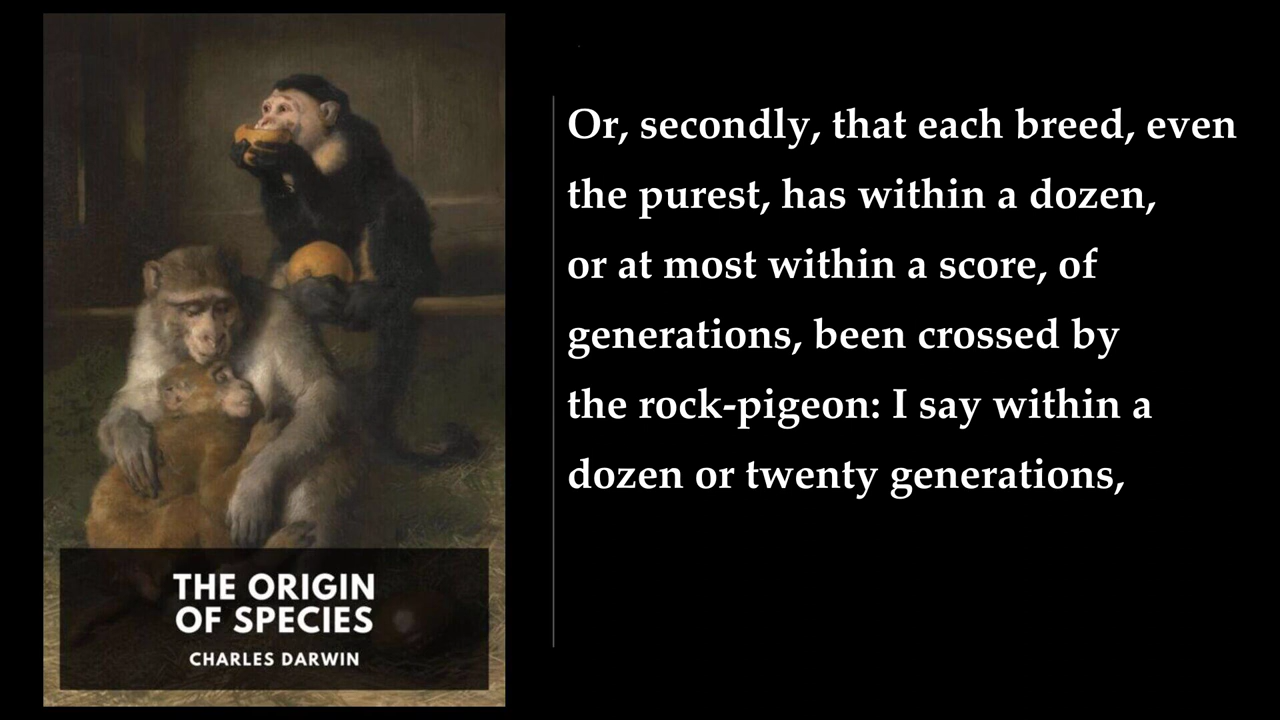 Or, secondly, that each breed, even
the purest, has within a dozen,
or at most within a score, of
generations, been crossed by
the rock-pigeon: I say within a
dozen or twenty generations,
THE ORIGIN
OF SPECIES
CHARLES DARWIN